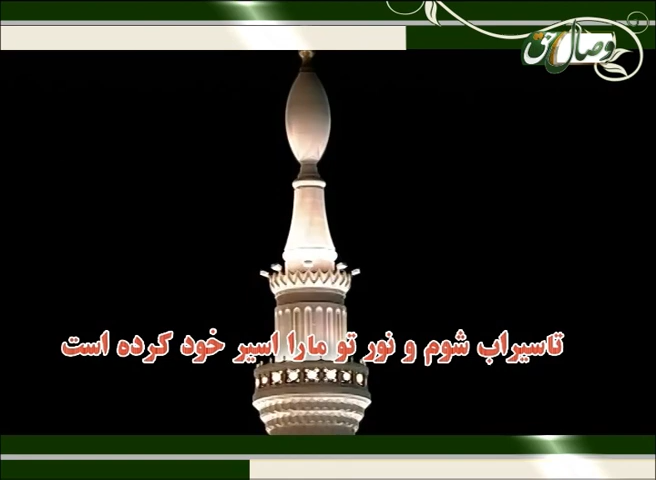 وصال حق
تاسیراب شوم و نور تو مارا اسیر خود کرده است